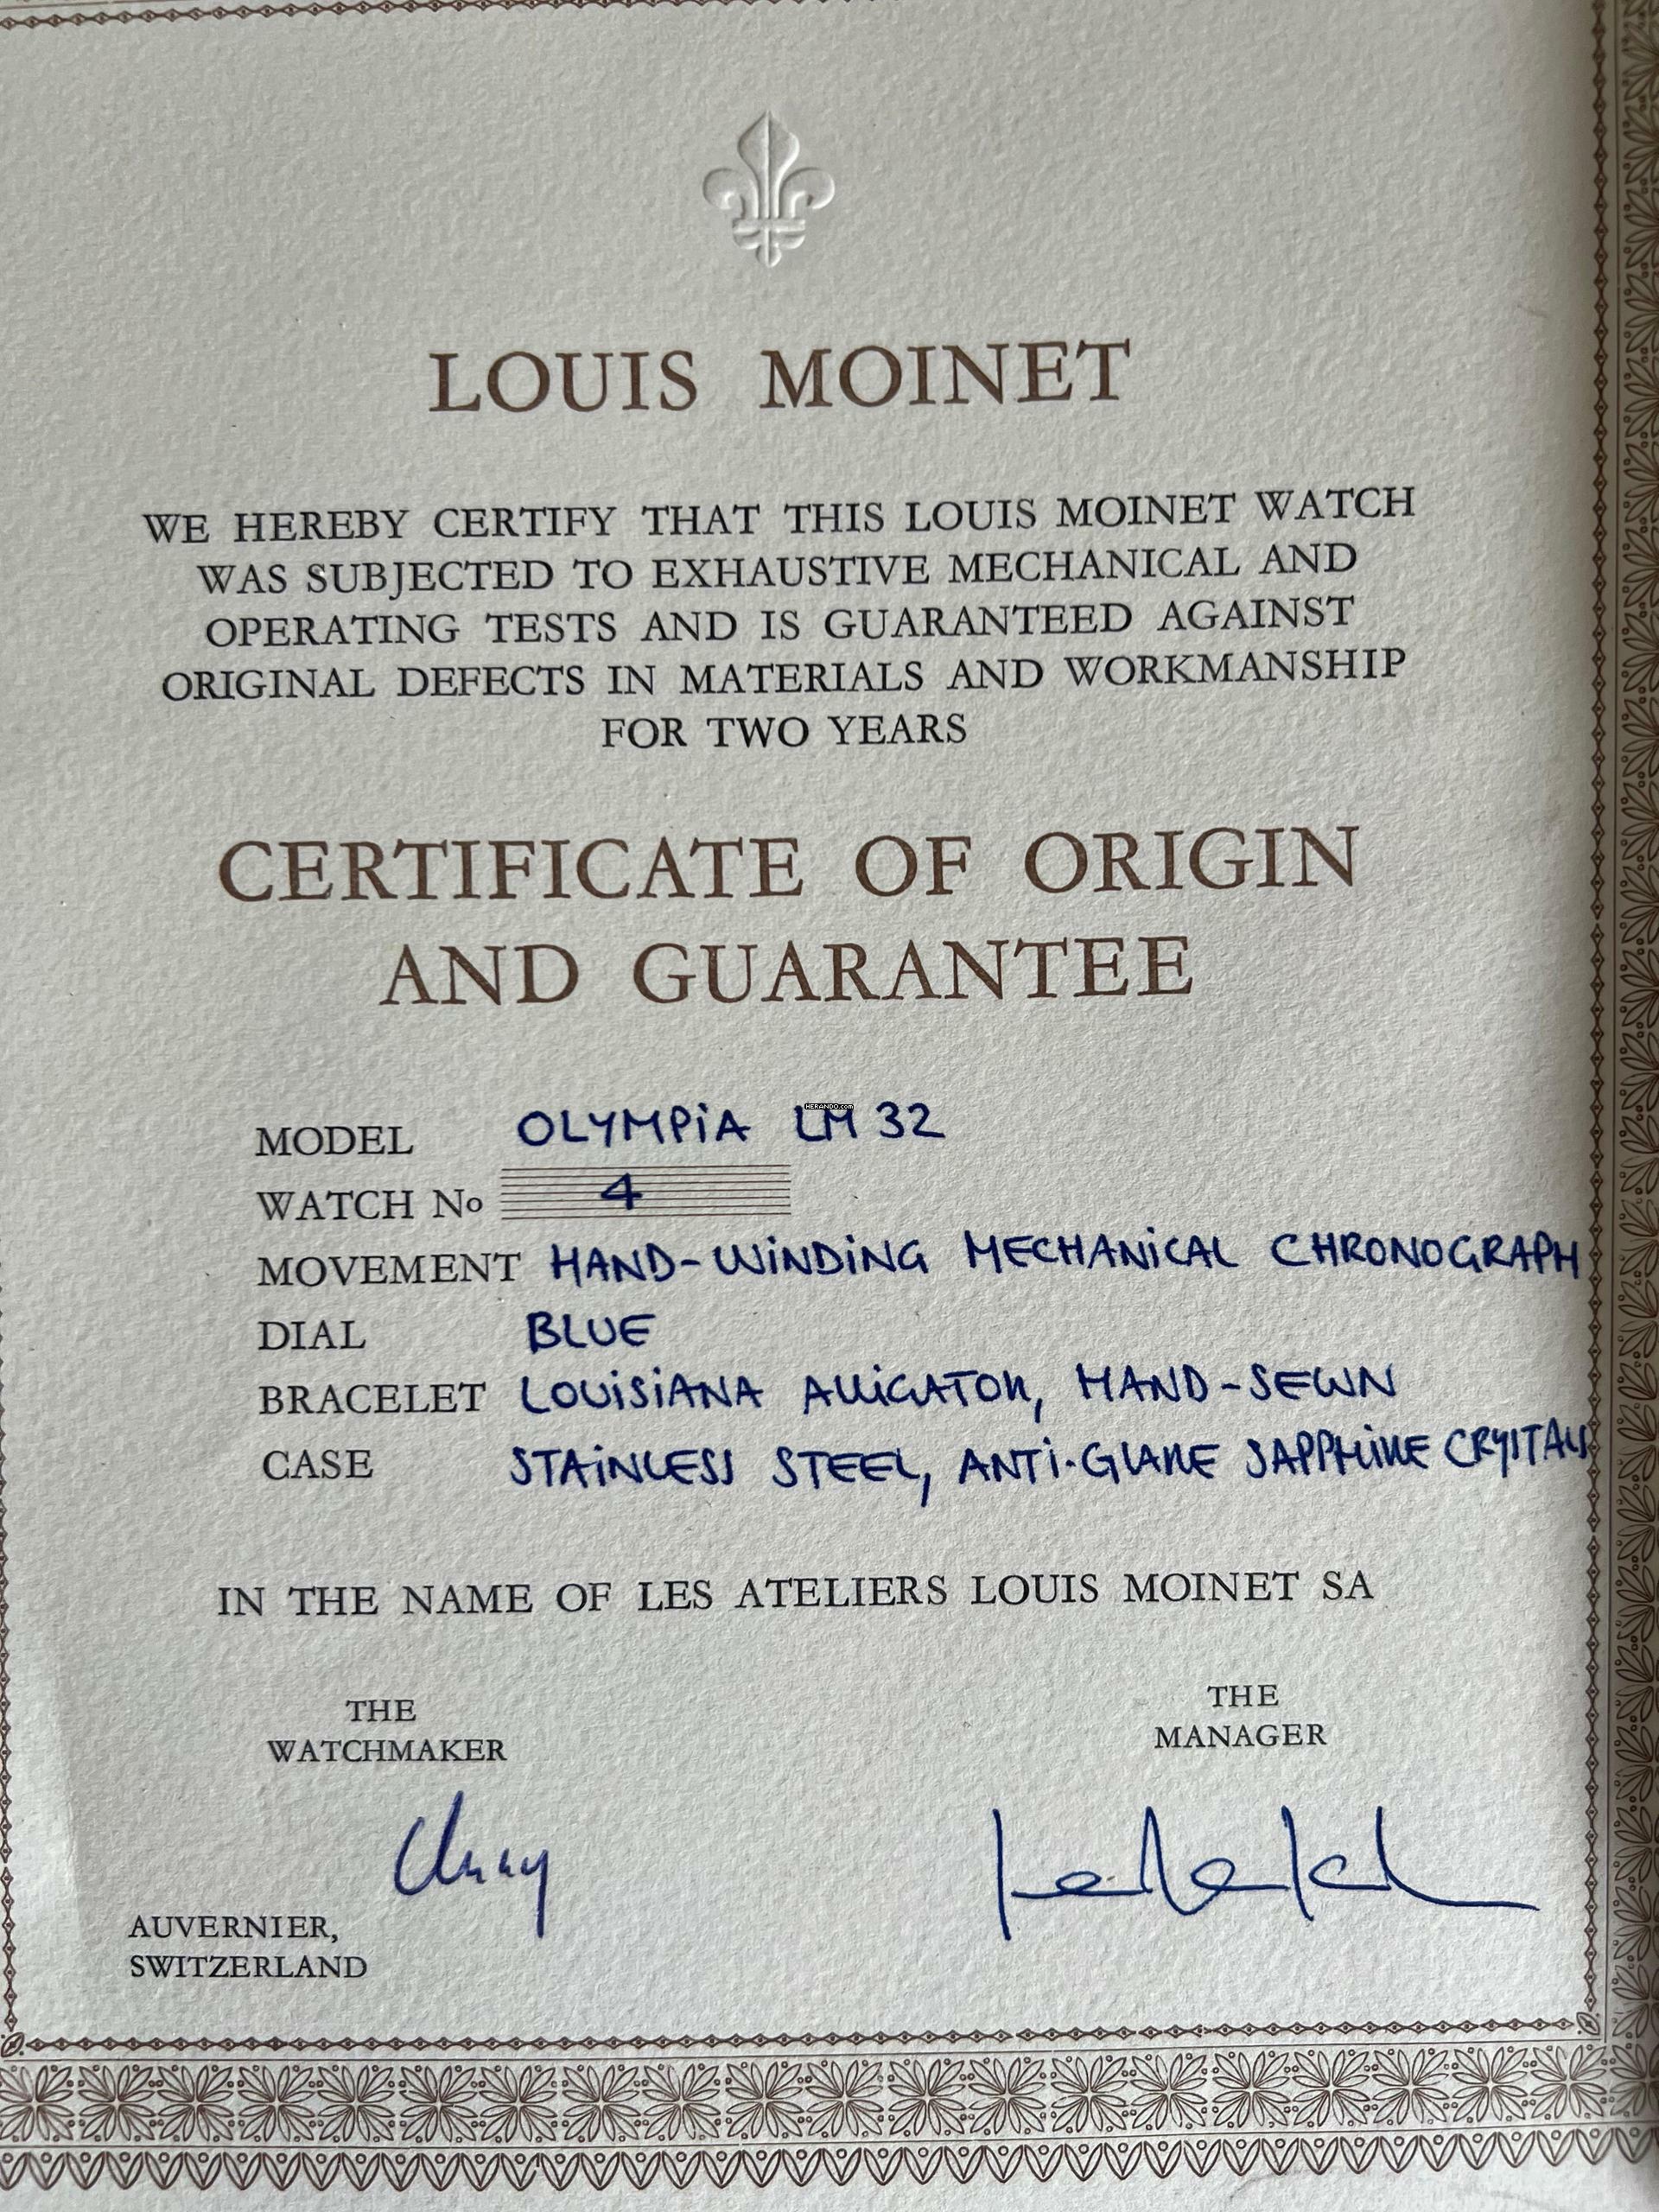 LOUIS MOINET
WE HEREBY CERTIFY THAT THIS LOUIS MOINET WATCH
WAS SUBJECTED TO EXHAUSTIVE MECHANICAL AND
OPERATING TESTS AND IS GUARANTEED AGAINST
ORIGINAL DEFECTS IN MATERIALS AND WORKMANSHIP
FOR TWO YEARS
CERTIFICATE OF ORIGIN
AND GUARANTEE
MODEL OLYMPIA LM 32
HERANDO.com
WATCH No 4
MOVEMENT HAND-WINDING MECHANICAL CHRONOGRAPH
DIAL BLUE
BRACELET LOUISIANA ALLIGATOR, HAND-SEWN
CASE STAINLESS STEEL, ANTI-GLARE SAPPHIRE CRYSTALS
IN THE NAME OF LES ATELIERS LOUIS MOINET SA
THE
WATCHMAKER
THE
MANAGER
AUVERNIER,
SWITZERLAND